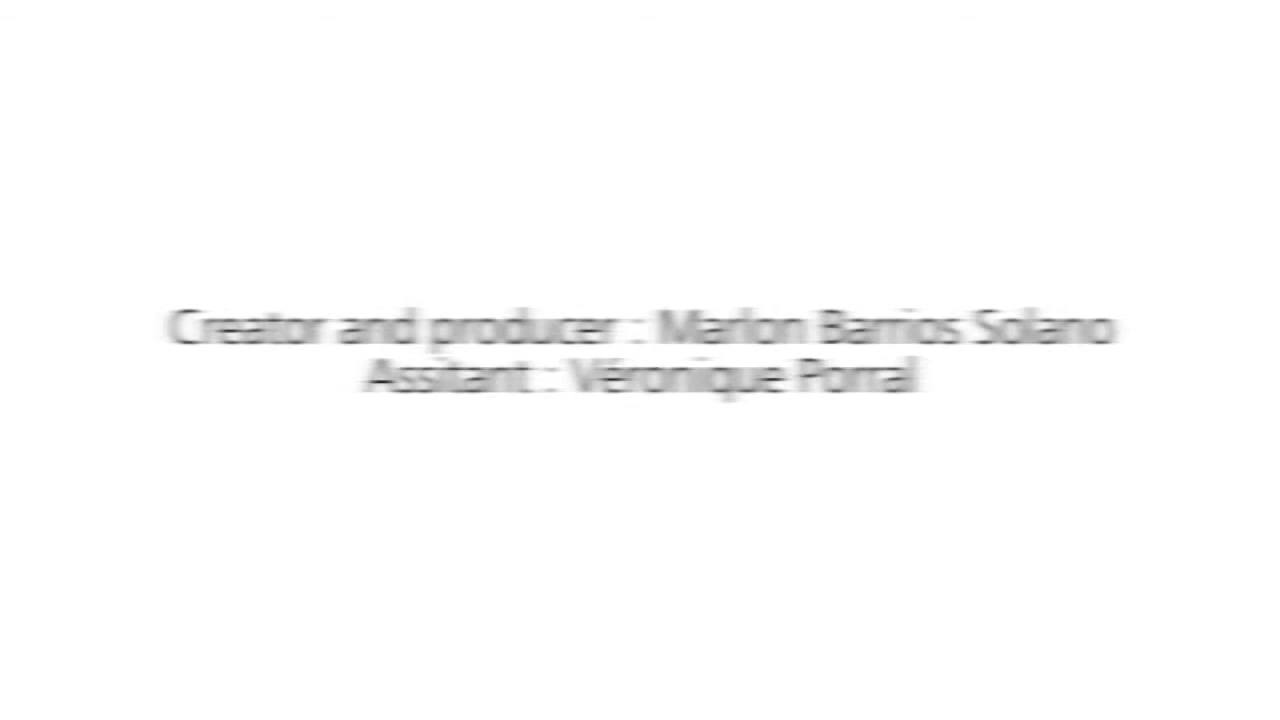 Creator and producer : Marlon Barrios Solano
Assitant : Véronique Porral